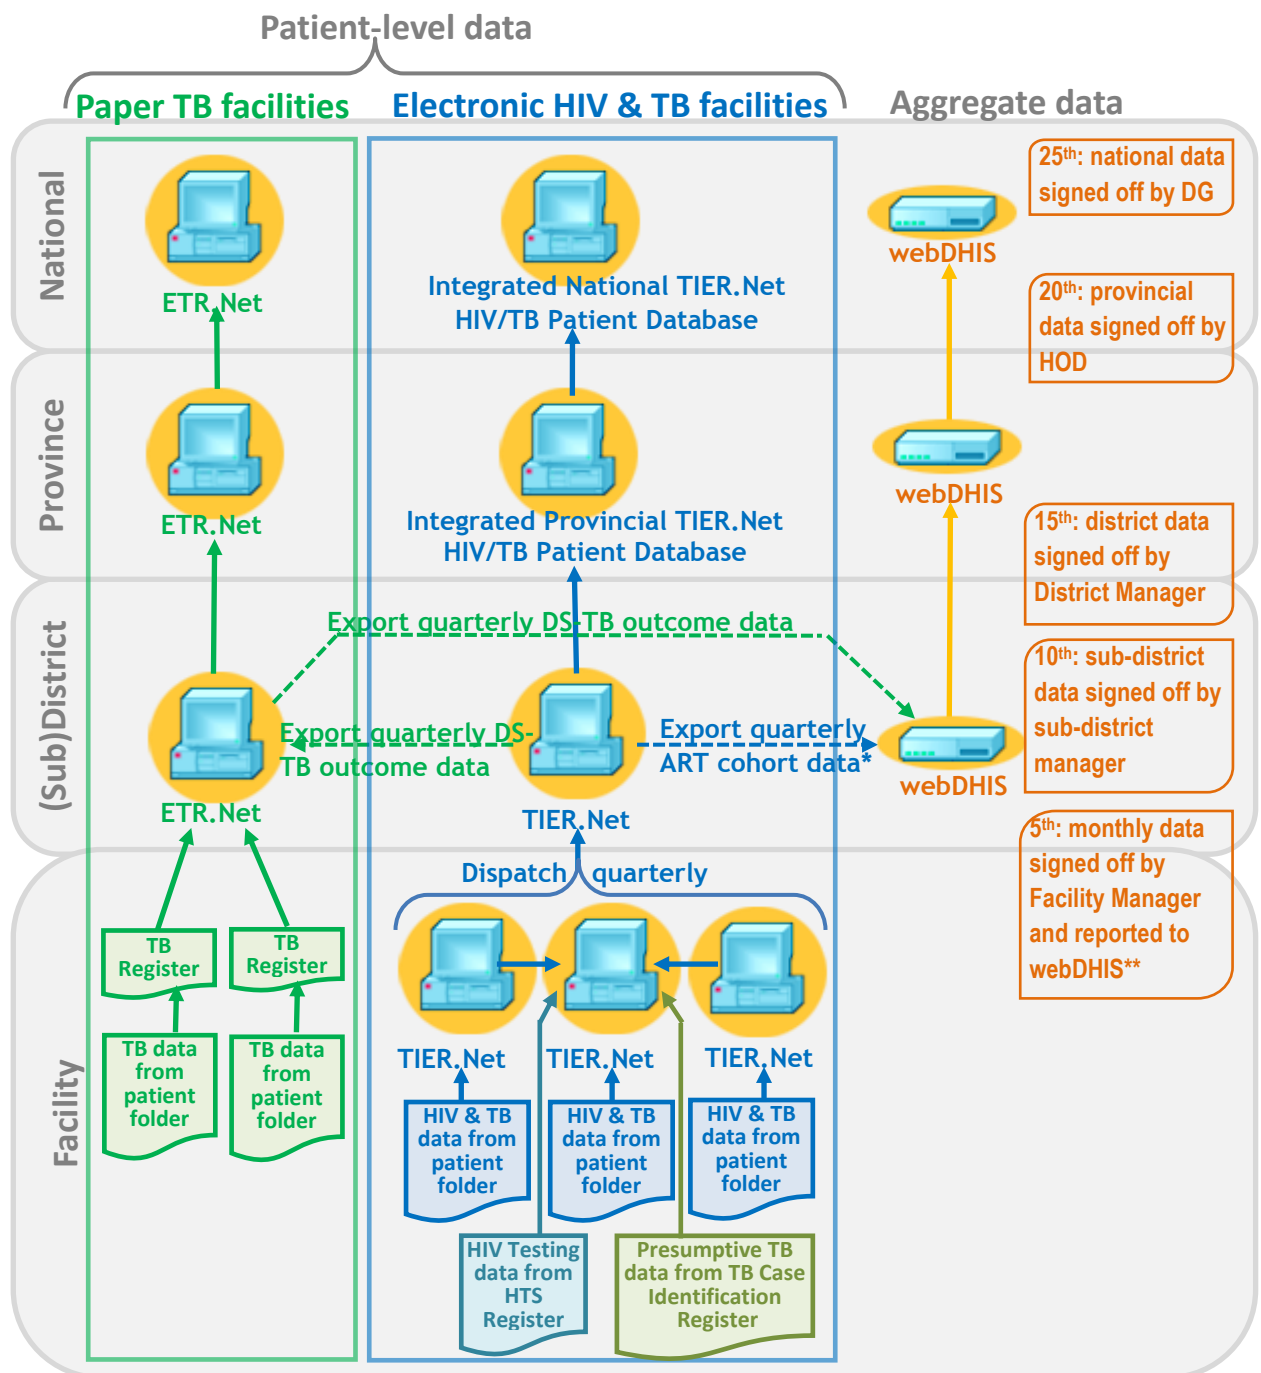 Patient-level data
Paper TB facilities
Electronic HIV & TB facilities
Aggregate data
National
ETR.Net
Integrated National TIER.Net
HIV/TB Patient Database
webDHIS
25th: national data
signed off by DG
20th: provincial
data signed off by
HOD
Province
ETR.Net
Integrated Provincial TIER.Net
HIV/TB Patient Database
webDHIS
15th: district data
signed off by
District Manager
(Sub)District
Export quarterly DS-TB outcome data
Export quarterly DS-
TB outcome data
Export quarterly
ART cohort data*
ETR.Net
TIER.Net
webDHIS
10th: sub-district
data signed off by
sub-district
manager
5th: monthly data
signed off by
Facility Manager
and reported to
webDHIS**
Facility
Dispatch quarterly
TB
Register
TB
Register
TB data
from
patient
folder
TB data
from
patient
folder
TIER.Net
TIER.Net
TIER.Net
HIV & TB
data from
patient
folder
HIV & TB
data from
patient
folder
HIV & TB
data from
patient
folder
HIV Testing
data from
HTS
Register
Presumptive TB
data from TB Case
Identification
Register